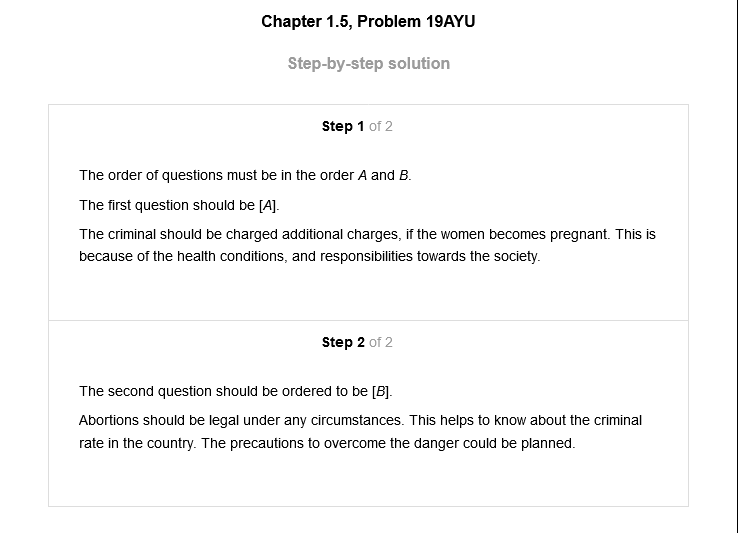 Chapter 1.5, Problem 19AYU
Step-by-step solution
Step 1 of 2
The order of questions must be in the order A and B.
The first question should be [A].
The criminal should be charged additional charges, if the women becomes pregnant. This is
because of the health conditions, and responsibilities towards the society.
Step 2 of 2
The second question should be ordered to be [B].
Abortions should be legal under any circumstances. This helps to know about the criminal
rate in the country. The precautions to overcome the danger could be planned.